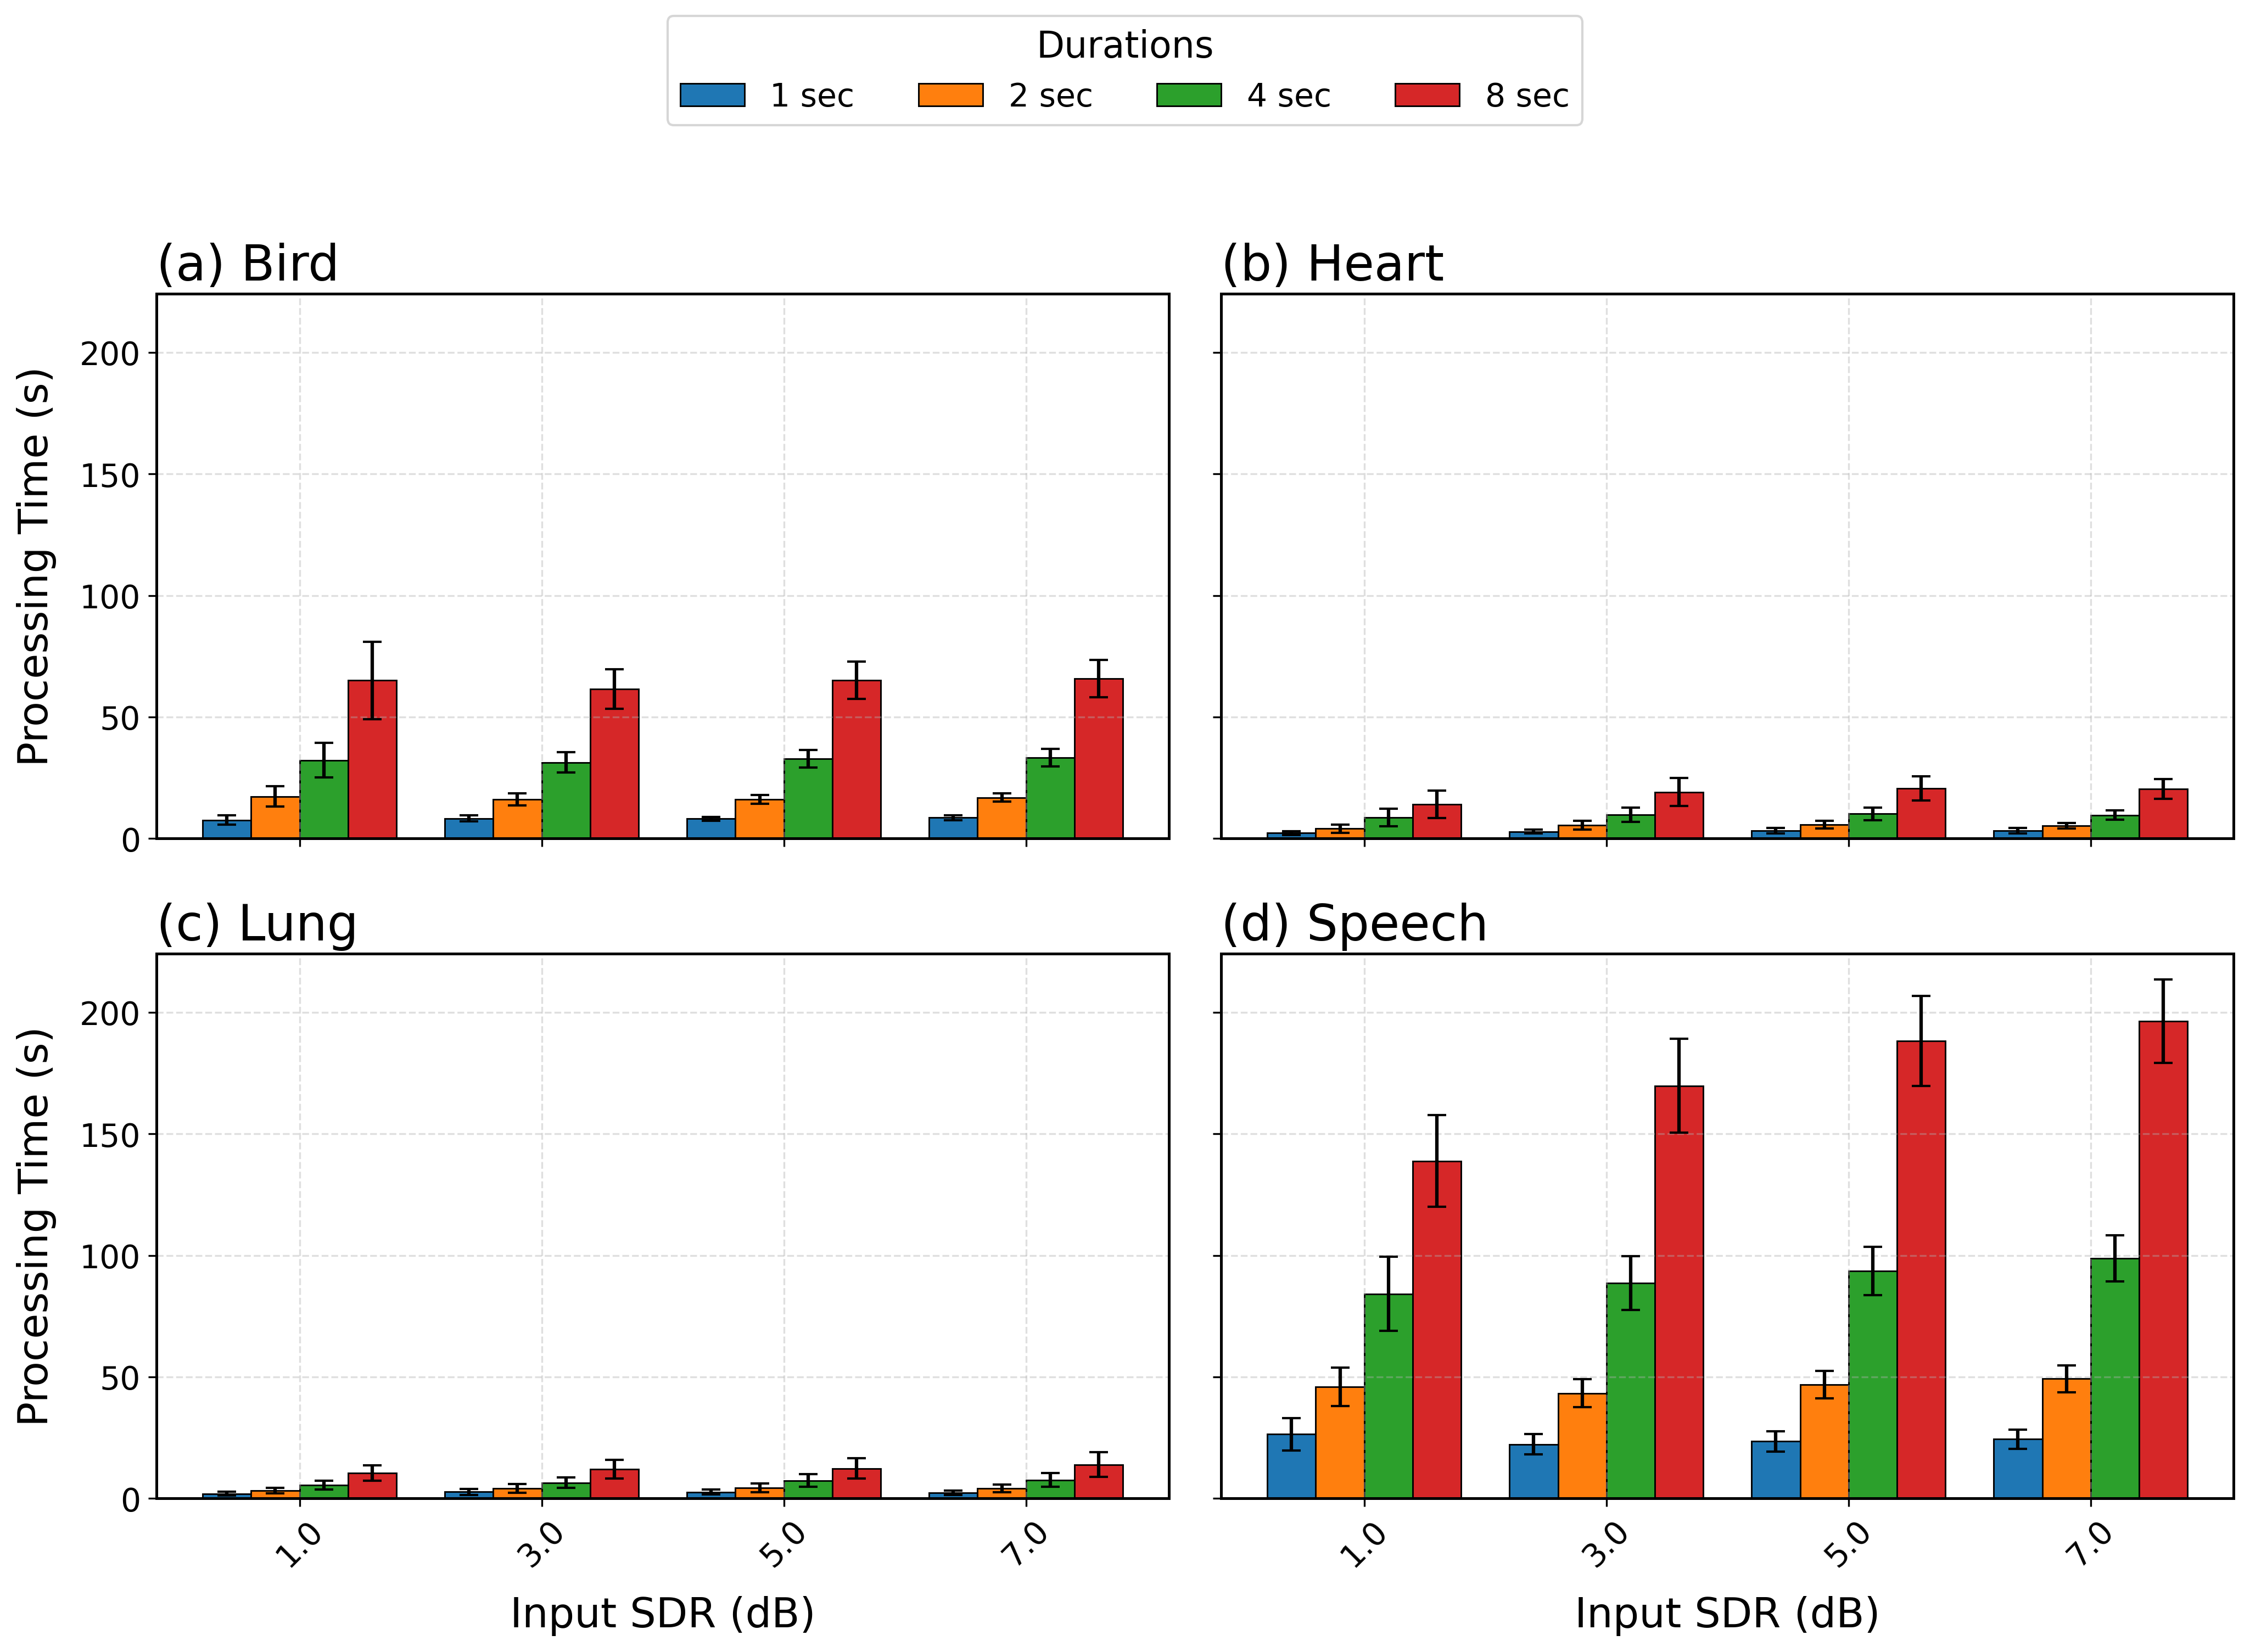 Durations
1 sec 2 sec 4 sec 8 sec
(a) Bird
Processing Time (s)
200
150
100
50
0
(b) Heart
(c) Lung
Processing Time (s)
200
150
100
50
0
1.0 3.0 5.0 7.0
Input SDR (dB)
(d) Speech
1.0 3.0 5.0 7.0
Input SDR (dB)